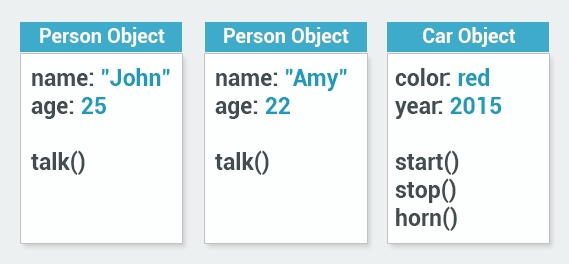 Person Object
name: "John"
age: 25
talk()
Person Object
name: "Amy"
age: 22
talk()
Car Object
color: red
year: 2015
start()
stop()
horn()